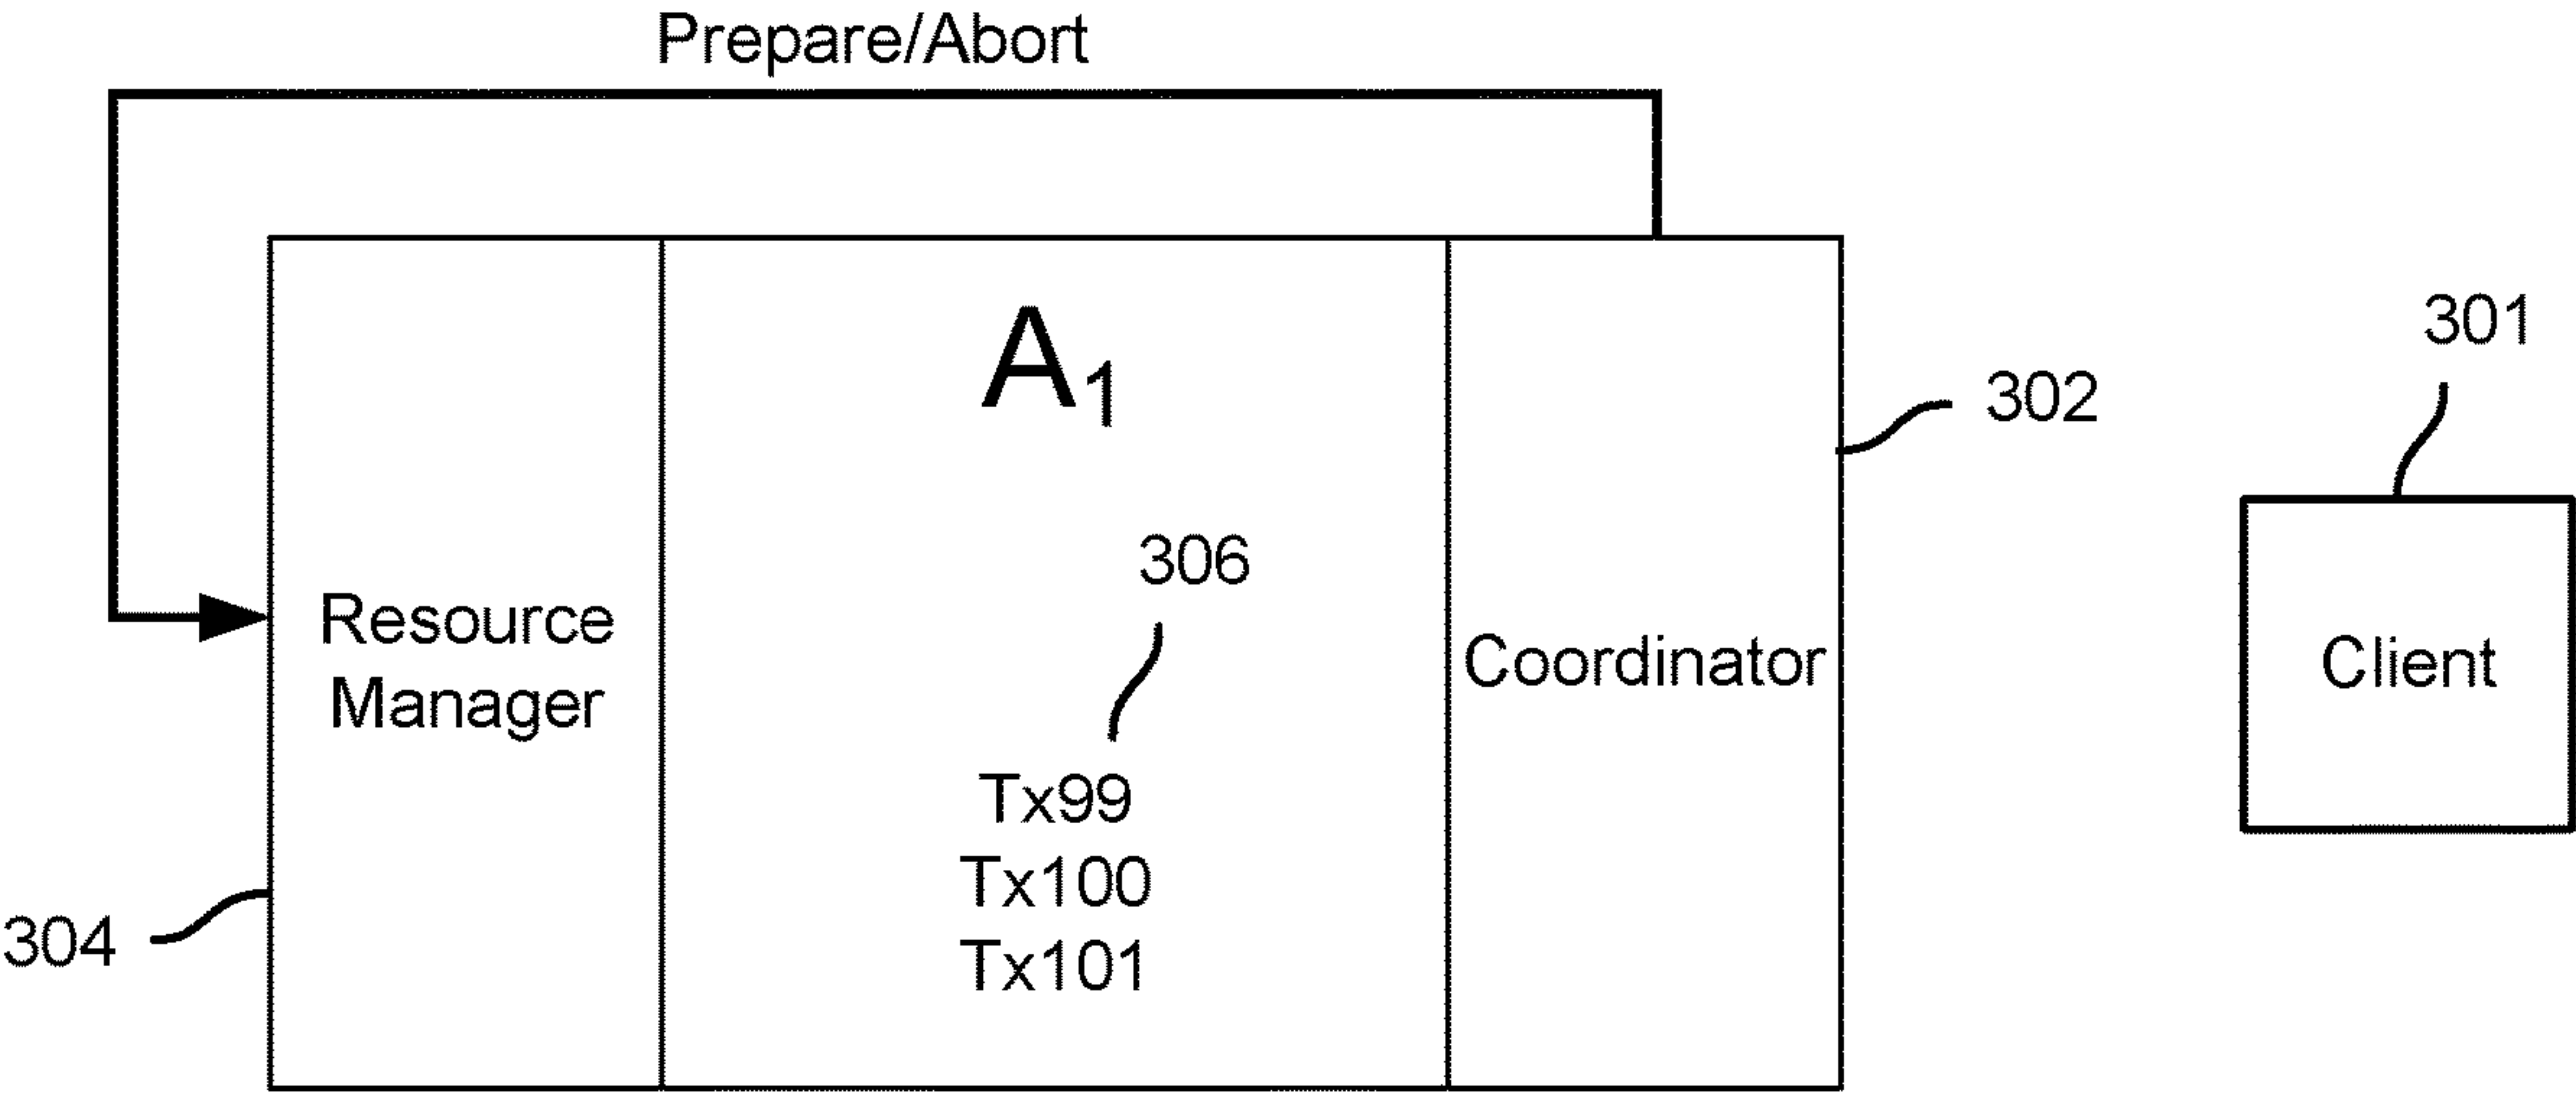 Prepare/Abort
A1
301
302
306
Resource
Manager
Coordinator
Client
Tx99
Tx100
Tx101
304